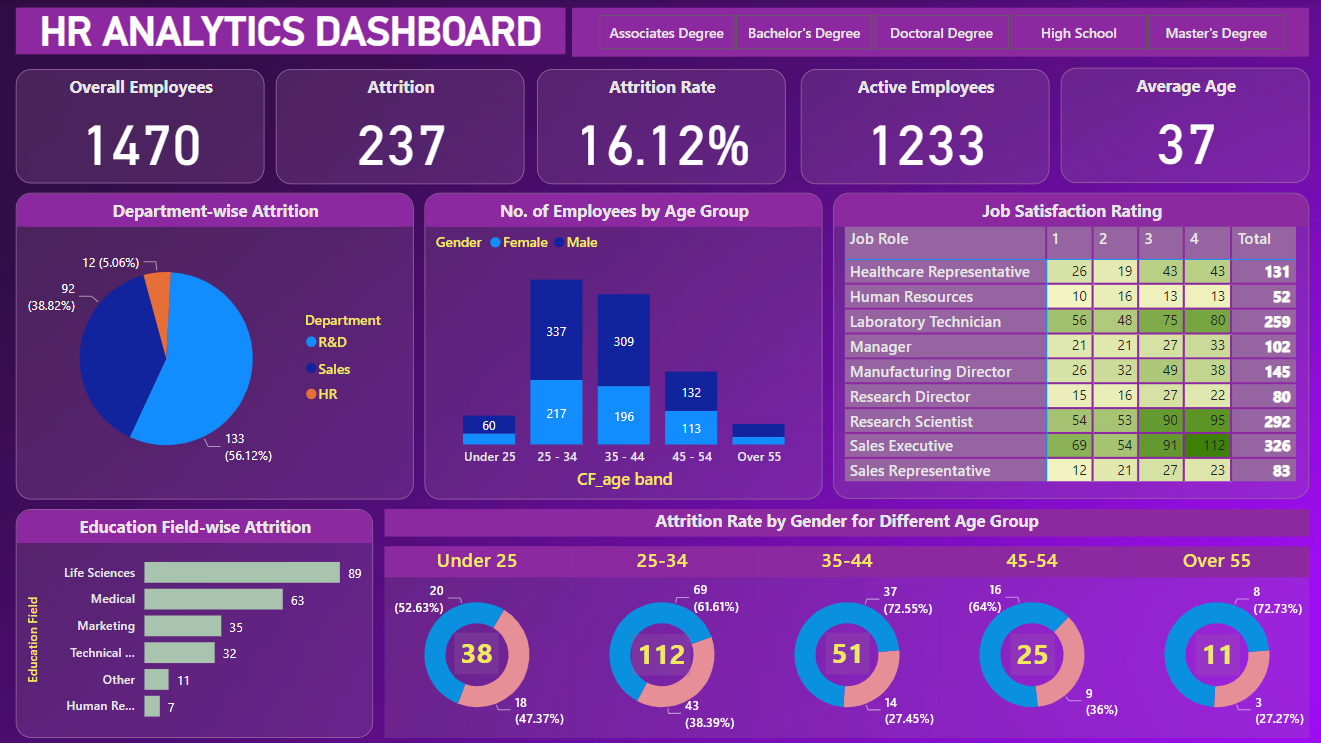 HR ANALYTICS DASHBOARD
Associates Degree
Bachelor's Degree
Doctoral Degree
High School
Master's Degree
Overall Employees
1470
Attrition
237
Attrition Rate
16.12%
Active Employees
1233
Average Age
37
Department-wise Attrition
12 (5.06%)
92
(38.82%)
133
(56.12%)
Department
R&D
Sales
HR
No. of Employees by Age Group
Gender Female Male
337
309
132
60
217
196
113
Under 25 25 - 34 35 - 44 45 - 54 Over 55
CF_age band
Job Satisfaction Rating
Job Role 1 2 3 4 Total
Healthcare Representative 26 19 43 43 131
Human Resources 10 16 13 13 52
Laboratory Technician 56 48 75 80 259
Manager 21 21 27 33 102
Manufacturing Director 26 32 49 38 145
Research Director 15 16 27 22 80
Research Scientist 54 53 90 95 292
Sales Executive 69 54 91 112 326
Sales Representative 12 21 27 23 83
Education Field-wise Attrition
Education Field
Life Sciences 89
Medical 63
Marketing 35
Technical ... 32
Other 11
Human Re... 7
Attrition Rate by Gender for Different Age Group
Under 25
20
(52.63%)
38
18
(47.37%)
25-34
69
(61.61%)
112
43
(38.39%)
35-44
37
(72.55%)
51
14
(27.45%)
45-54
16
(64%)
25
9
(36%)
Over 55
8
(72.73%)
11
3
(27.27%)